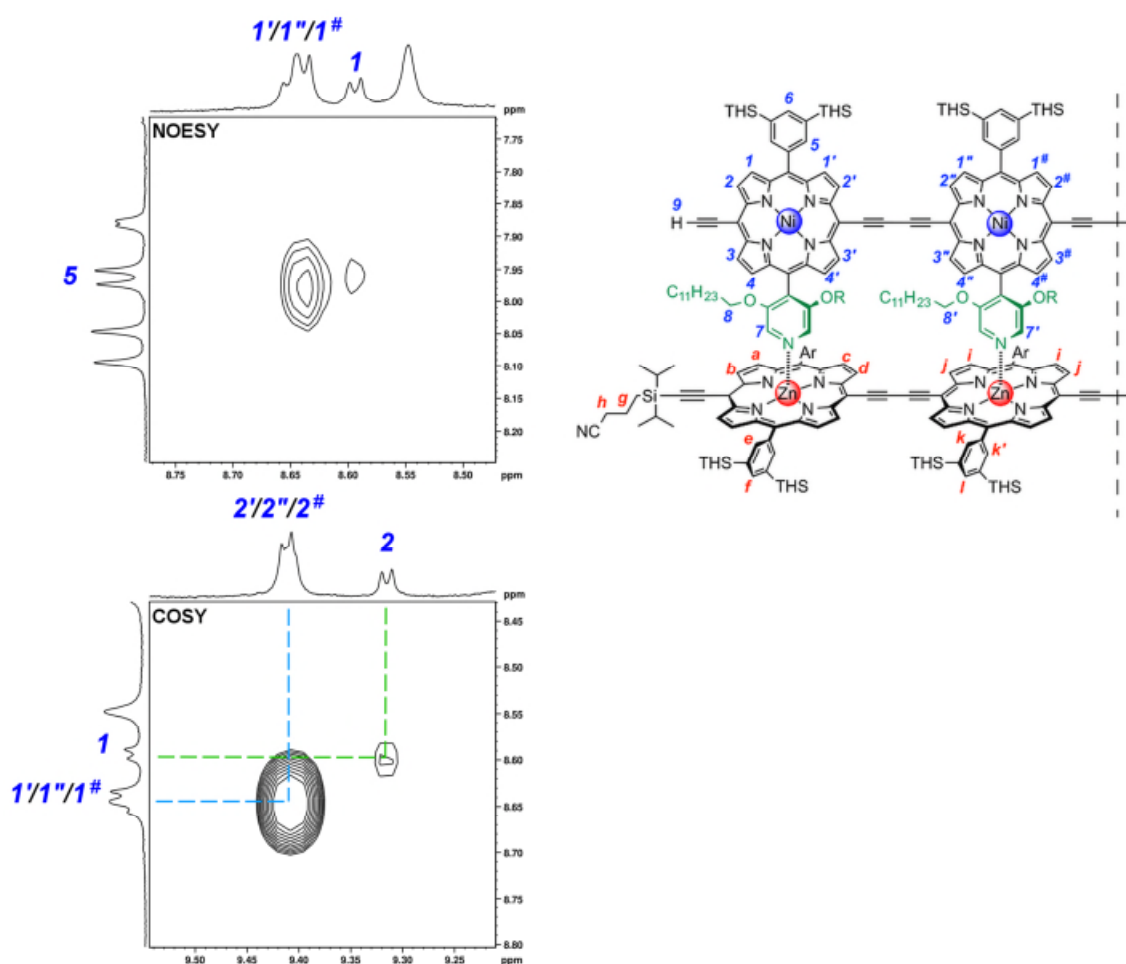 1'/1"/1#
1
ppm
NOESY
7.75
7.80
7.85
7.90
7.95
8.00
8.05
8.10
8.15
8.20
5
8.75
8.70
8.65
8.60
8.55
8.50
ppm
2'/2"/2#
2
ppm
COSY
8.45
8.50
8.55
8.60
8.65
8.70
8.75
8.80
1
1'/1"/1#
9.50
9.45
9.40
9.35
9.30
9.25
ppm
THS 6 THS THS THS
5
1 1' 1" 1#
2 2' 2" 2#
9
H N N N N
Ni Ni
N N N N
3 3' 3" 3#
4 4' 4" 4#
C11H23 O OR C11H23 O OR
8 8'
7 N N 7'
a Ar c i Ar i
b d j j
h g Si N N N N
Zn Zn
NC N N N N
e k k'
THS THS
f THS l THS